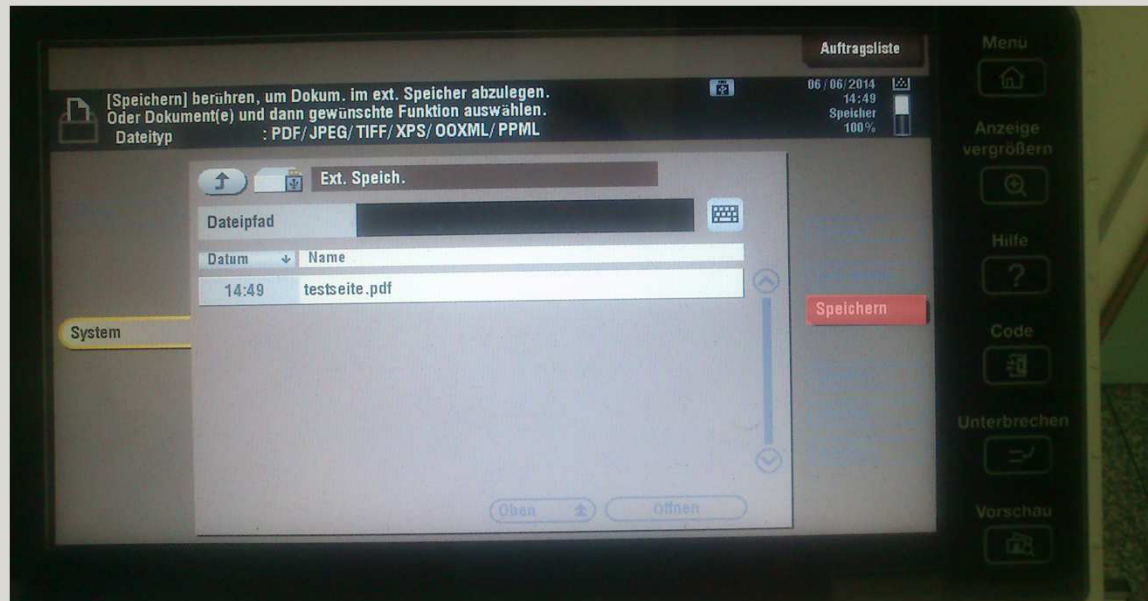 Auftragsliste
[Speichern] berühren, um Dokum. im ext. Speicher abzulegen.
Oder Dokument(e) und dann gewünschte Funktion auswählen.
Dateityp : PDF/JPEG/TIFF/XPS/OOXML/PPML
06/06/2014
14:49
Speicher
100%
Ext. Speich.
Dateipfad
Datum Name
14:49 testseite.pdf
Oben Öffnen
System
Speichern
Menü
Anzeige
vergrößern
Hilfe
?
Code
Unterbrechen
Vorschau